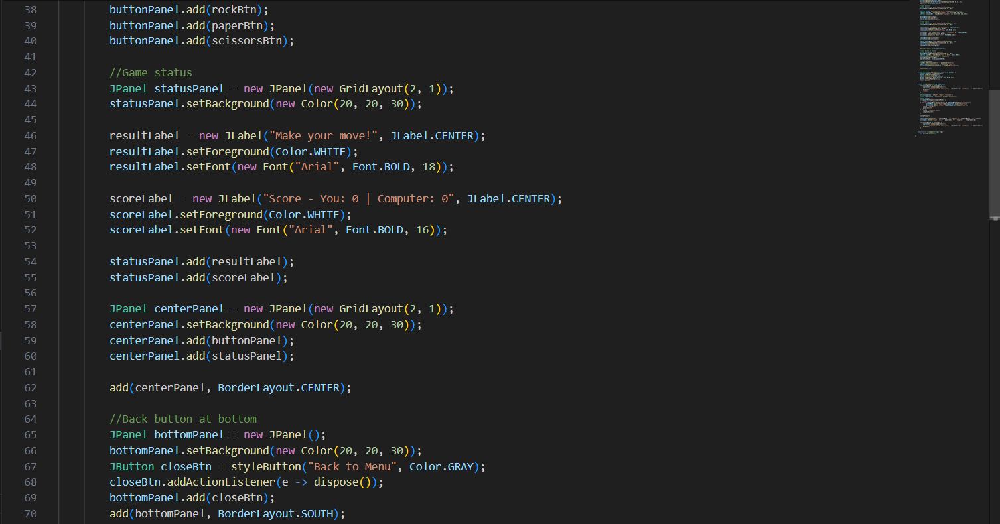 38 buttonPanel.add(rockBtn);
39 buttonPanel.add(paperBtn);
40 buttonPanel.add(scissorsBtn);
41
42 //Game status
43 JPanel statusPanel = new JPanel(new GridLayout(2, 1));
44 statusPanel.setBackground(new Color(20, 20, 30));
45
46 resultLabel = new JLabel("Make your move!", JLabel.CENTER);
47 resultLabel.setForeground(Color.WHITE);
48 resultLabel.setFont(new Font("Arial", Font.BOLD, 18));
49
50 scoreLabel = new JLabel("Score - You: 0 | Computer: 0", JLabel.CENTER);
51 scoreLabel.setForeground(Color.WHITE);
52 scoreLabel.setFont(new Font("Arial", Font.BOLD, 16));
53
54 statusPanel.add(resultLabel);
55 statusPanel.add(scoreLabel);
56
57 JPanel centerPanel = new JPanel(new GridLayout(2, 1));
58 centerPanel.setBackground(new Color(20, 20, 30));
59 centerPanel.add(buttonPanel);
60 centerPanel.add(statusPanel);
61
62 add(centerPanel, BorderLayout.CENTER);
63
64 //Back button at bottom
65 JPanel bottomPanel = new JPanel();
66 bottomPanel.setBackground(new Color(20, 20, 30));
67 JButton closeBtn = styleButton("Back to Menu", Color.GRAY);
68 closeBtn.addActionListener(e -> dispose());
69 bottomPanel.add(closeBtn);
70 add(bottomPanel, BorderLayout.SOUTH);